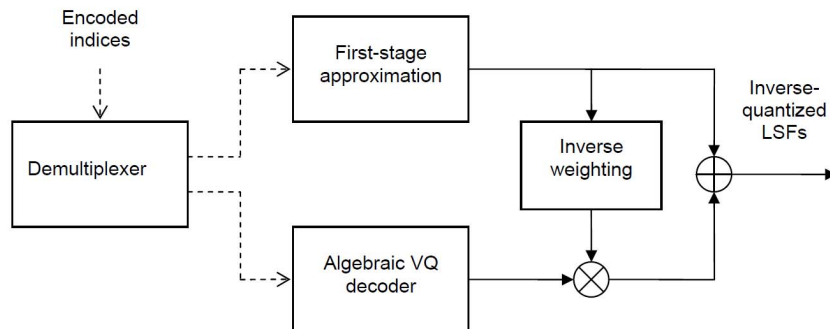 Encoded
indices
First-stage
approximation
Inverse-
quantized
LSFs
Demultiplexer
Inverse
weighting
Algebraic VQ
decoder